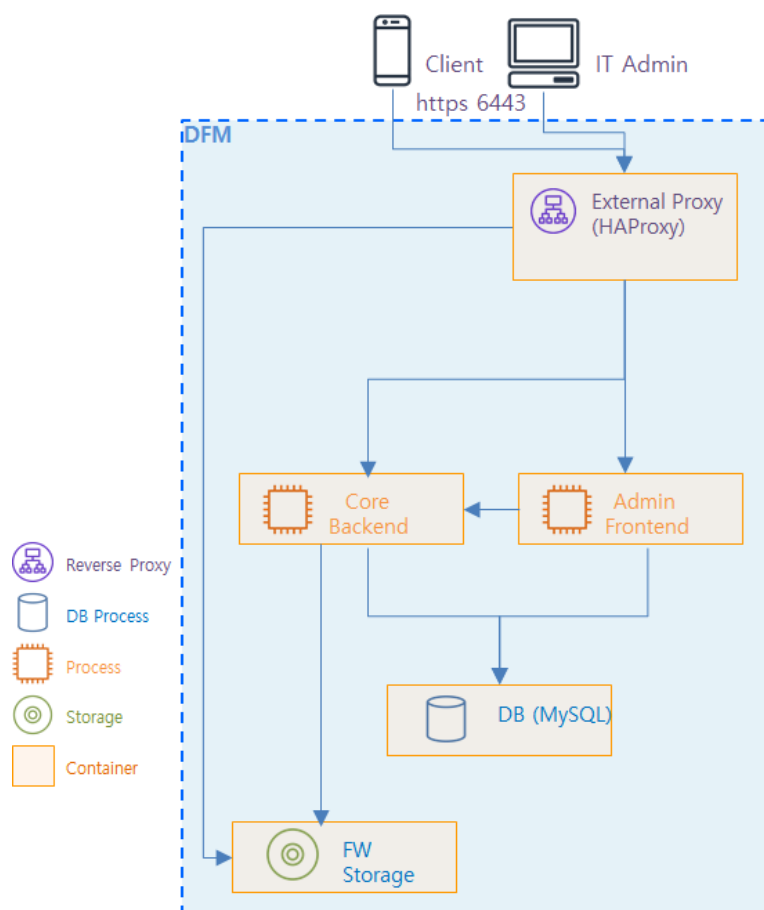 Client
IT Admin
https 6443
DFM
External Proxy
(HAProxy)
Core
Backend
Admin
Frontend
Reverse Proxy
DB Process
Process
Storage
Container
DB (MySQL)
FW
Storage